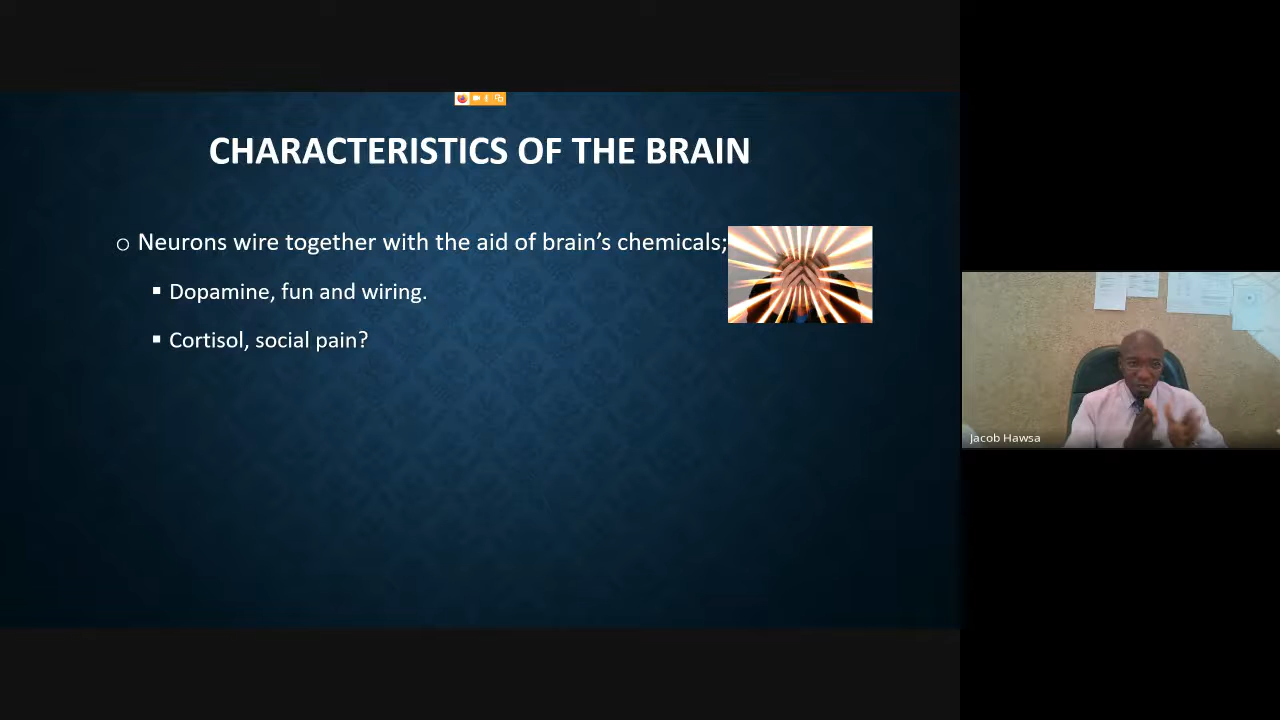 CHARACTERISTICS OF THE BRAIN
o Neurons wire together with the aid of brain’s chemicals;
▪ Dopamine, fun and wiring.
▪ Cortisol, social pain?
Jacob Hawsa